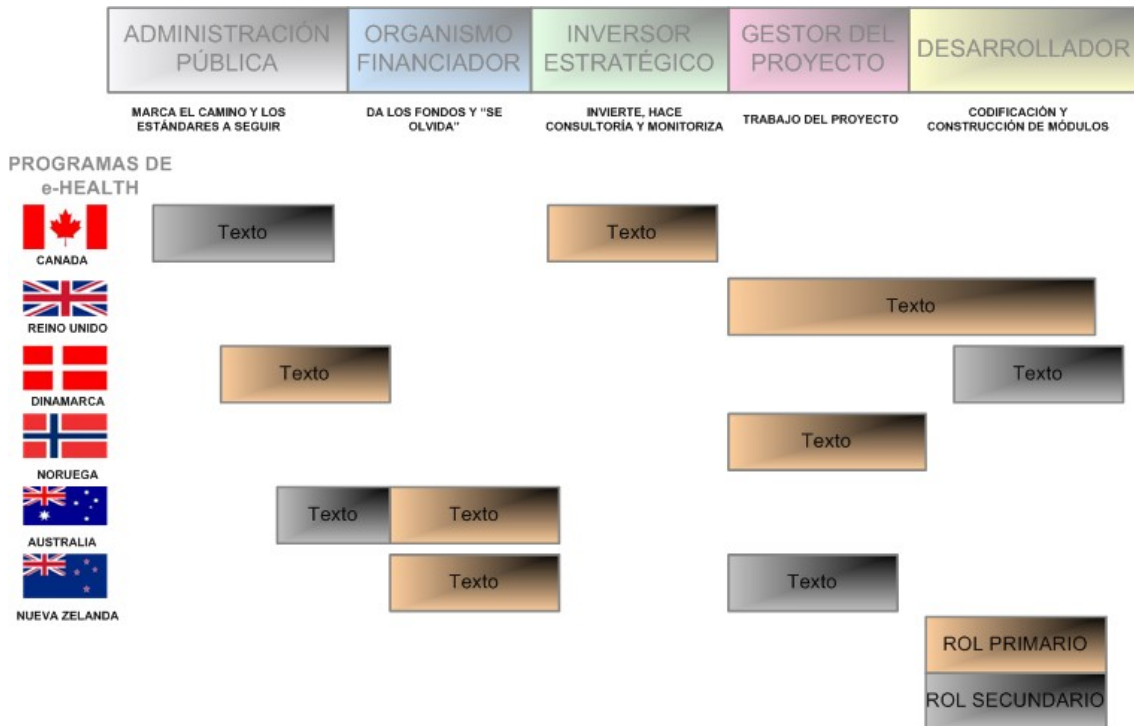 ADMINISTRACIÓN
PÚBLICA
ORGANISMO
FINANCIADOR
INVERSOR
ESTRATÉGICO
GESTOR DEL
PROYECTO
DESARROLLADOR
MARCA EL CAMINO Y LOS
ESTÁNDARES A SEGUIR
DA LOS FONDOS Y “SE
OLVIDA”
INVIERTE, HACE
CONSULTORÍA Y MONITORIZA
TRABAJO DEL PROYECTO
CODIFICACIÓN Y
CONSTRUCCIÓN DE MÓDULOS
PROGRAMAS DE
e-HEALTH
Texto
Texto
CANADA
Texto
REINO UNIDO
Texto
Texto
DINAMARCA
Texto
NORUEGA
Texto
Texto
AUSTRALIA
Texto
Texto
NUEVA ZELANDA
ROL PRIMARIO
ROL SECUNDARIO